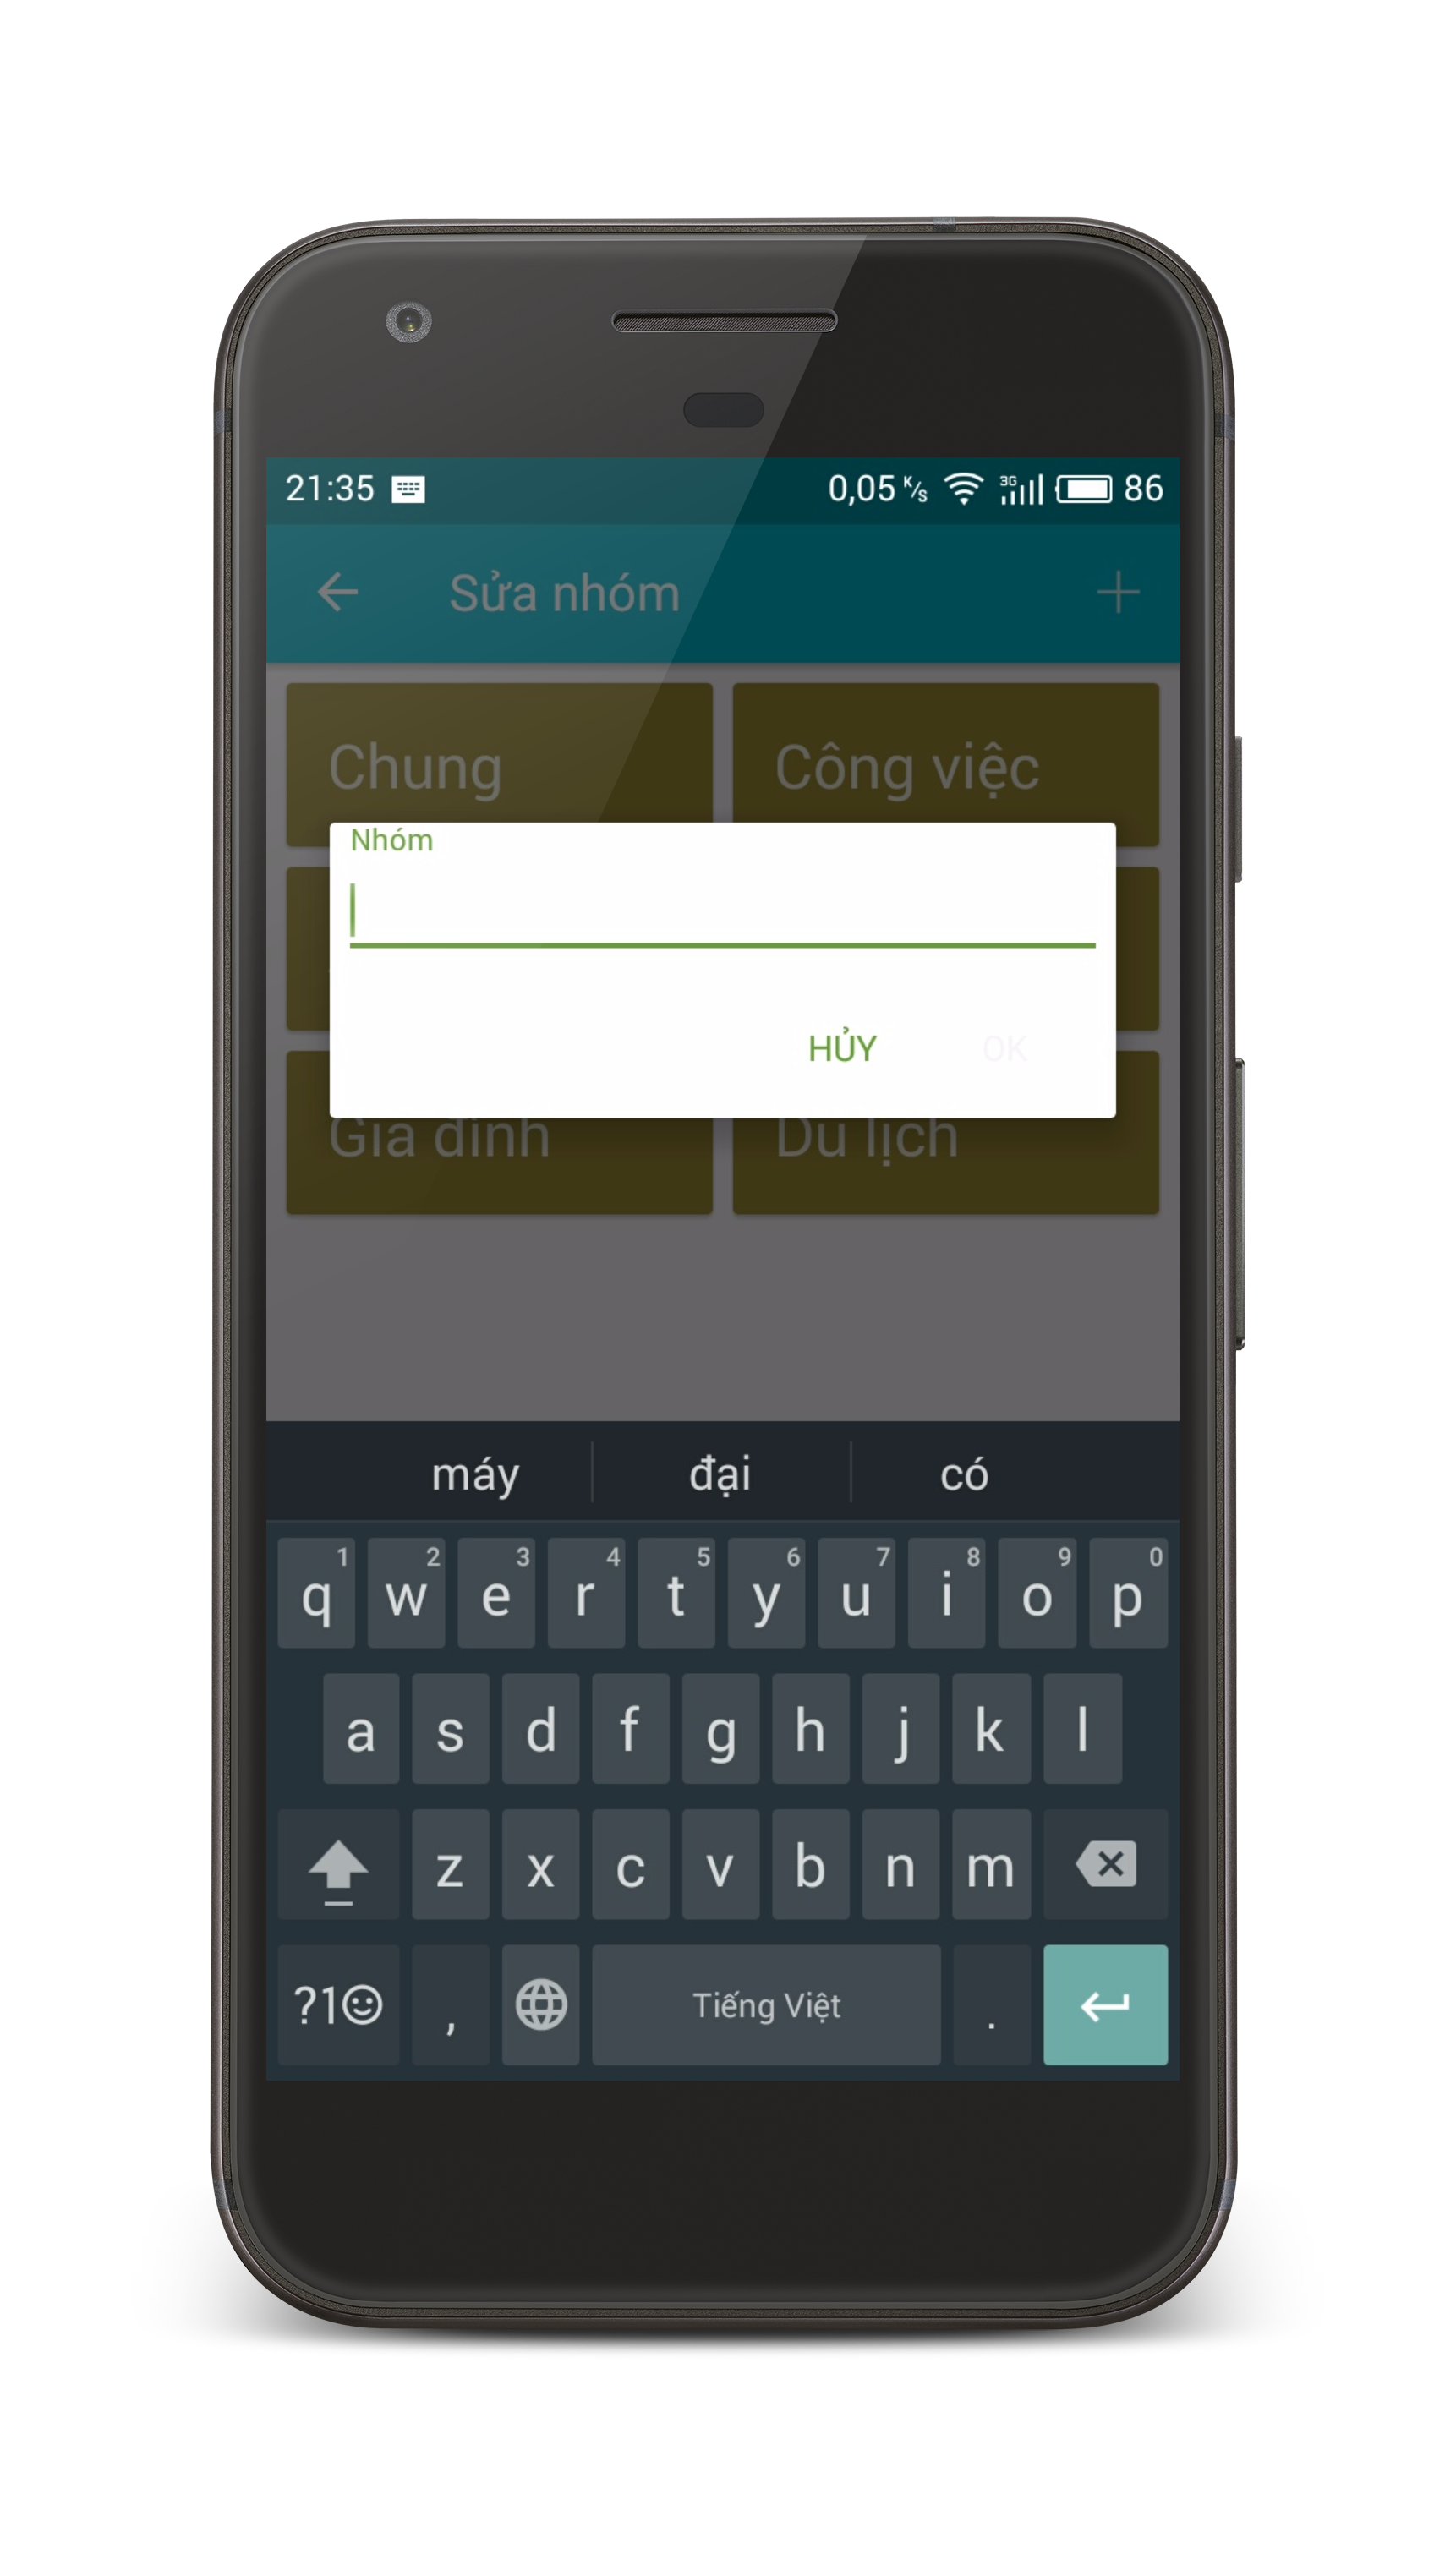 21:35 0,05 K/s 3G 86
Sửa nhóm
Chung Công việc
Nhóm
HỦY OK
Gia đình Du lịch
máy đại có
1 2 3 4 5 6 7 8 9 0
q w e r t y u i o p
a s d f g h j k l
z x c v b n m
?1☺ , Tiếng Việt .